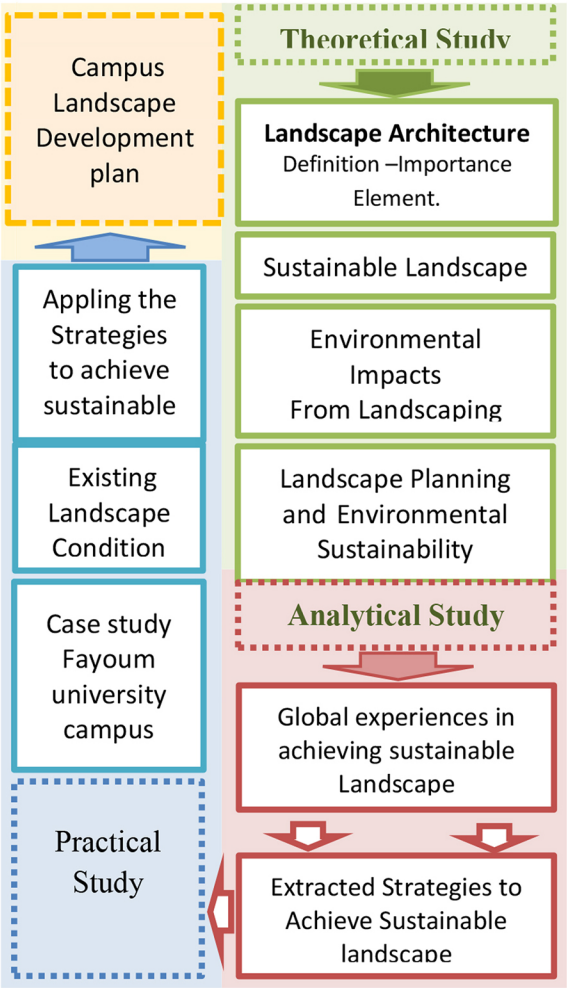 Theoretical Study
Landscape Architecture
Definition –Importance
Element.
Sustainable Landscape
Environmental
Impacts
From Landscaping
Landscape Planning
and Environmental
Sustainability
Analytical Study
Global experiences in
achieving sustainable
Landscape
Extracted Strategies to
Achieve Sustainable
landscape
Practical
Study
Case study
Fayoum
university
campus
Existing
Landscape
Condition
Appling the
Strategies
to achieve
sustainable
Campus
Landscape
Development
plan